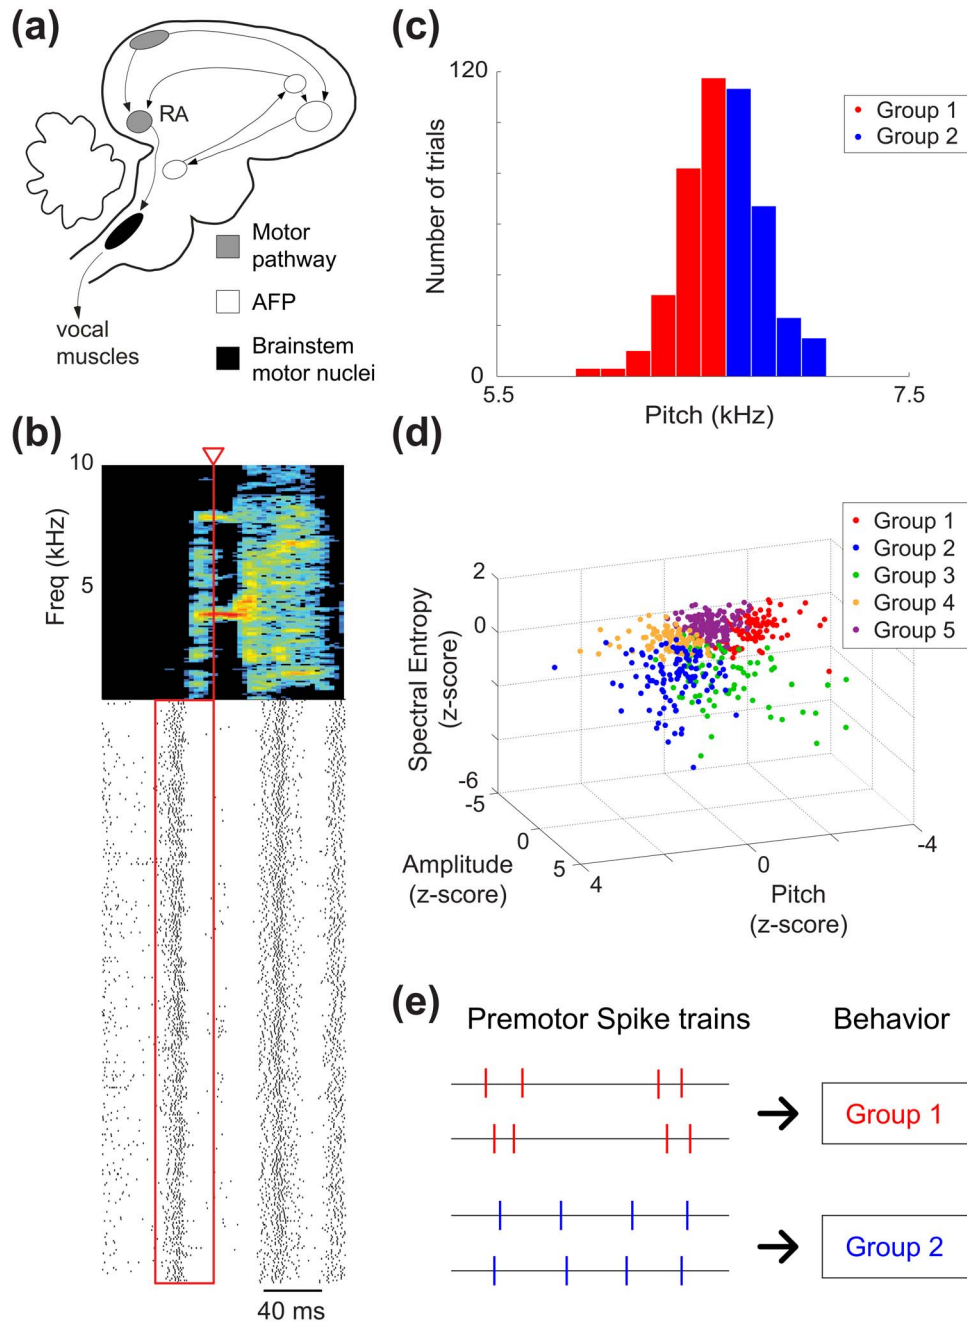 (a)
RA
Motor
pathway
AFP
Brainstem
motor nuclei
vocal
muscles
(b)
10
5
Freq (kHz)
40 ms
(c)
120
0
Number of trials
5.5
7.5
Pitch (kHz)
Group 1
Group 2
(d)
Group 1
Group 2
Group 3
Group 4
Group 5
2
0
-6
Spectral Entropy
(z-score)
-5
0
5
Amplitude
(z-score)
4
0
-4
Pitch
(z-score)
(e)
Premotor Spike trains
Behavior
Group 1
Group 2